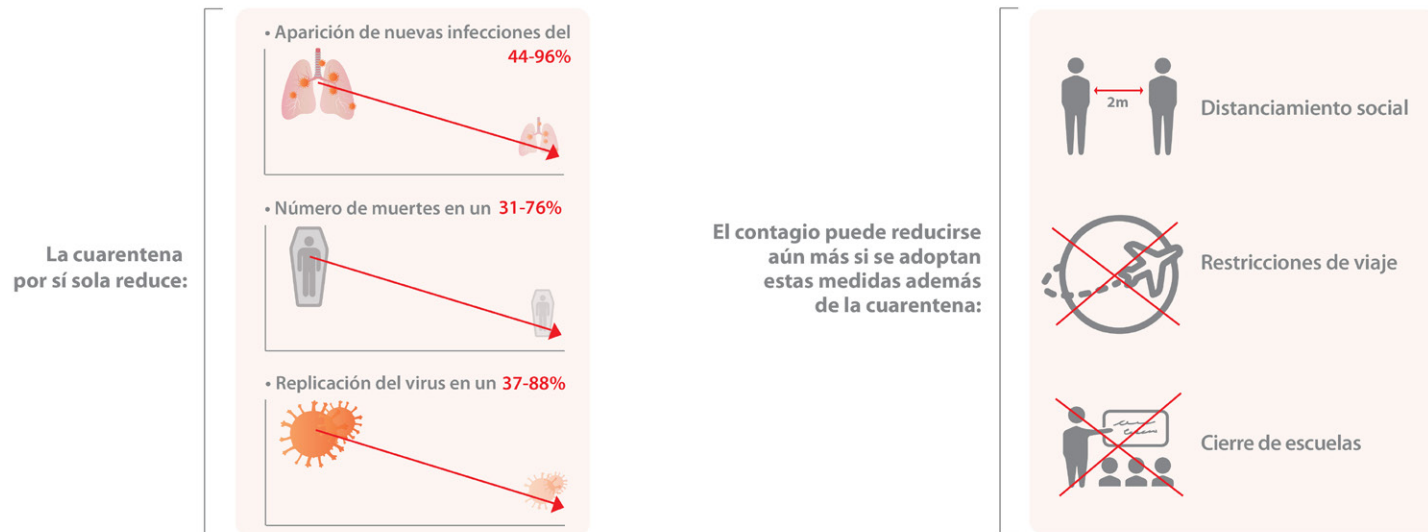 La cuarentena
por sí sola reduce:
• Aparición de nuevas infecciones del
44-96%
• Número de muertes en un 31-76%
• Replicación del virus en un 37-88%
El contagio puede reducirse
aún más si se adoptan
estas medidas además
de la cuarentena:
2m
Distanciamiento social
Restricciones de viaje
Cierre de escuelas